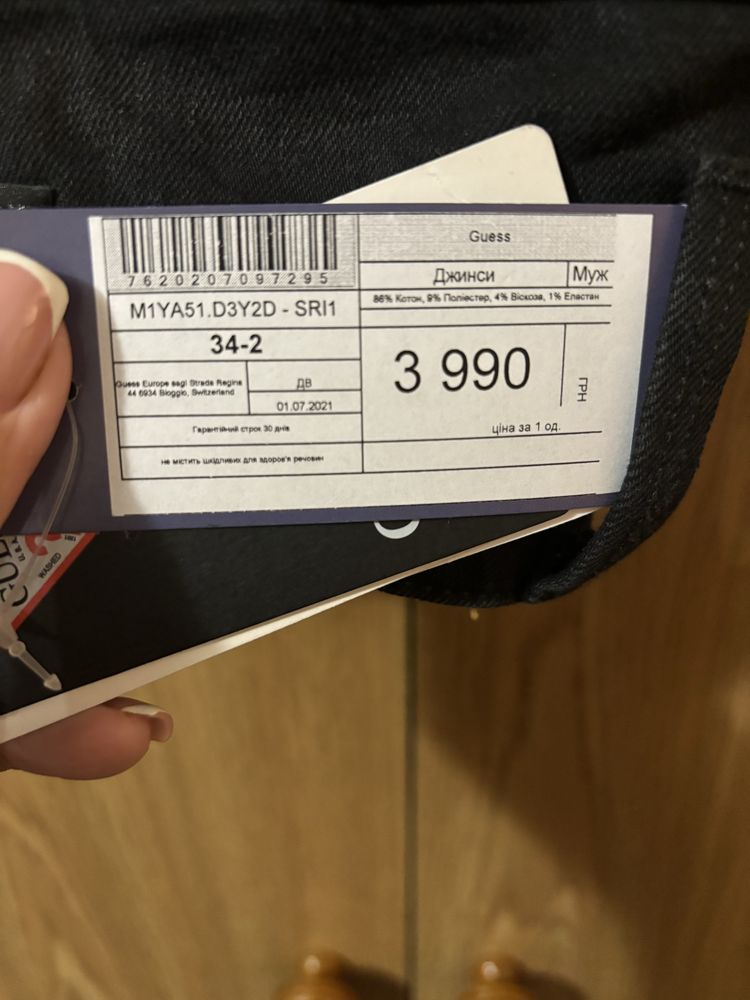 7620207097295
M1YA51.D3Y2D - SRI1
34-2
Guess Europe sagl Strada Regina
44 6934 Bioggio, Switzerland
ДВ
01.07.2021
Гарантійний строк 30 днів
не містить шкідливих для здоров'я речовин
Guess
Джинси
Муж
86% Котон, 9% Поліестер, 4% Віскоза, 1% Еластан
3 990
ГРН
ціна за 1 од.
WASHED